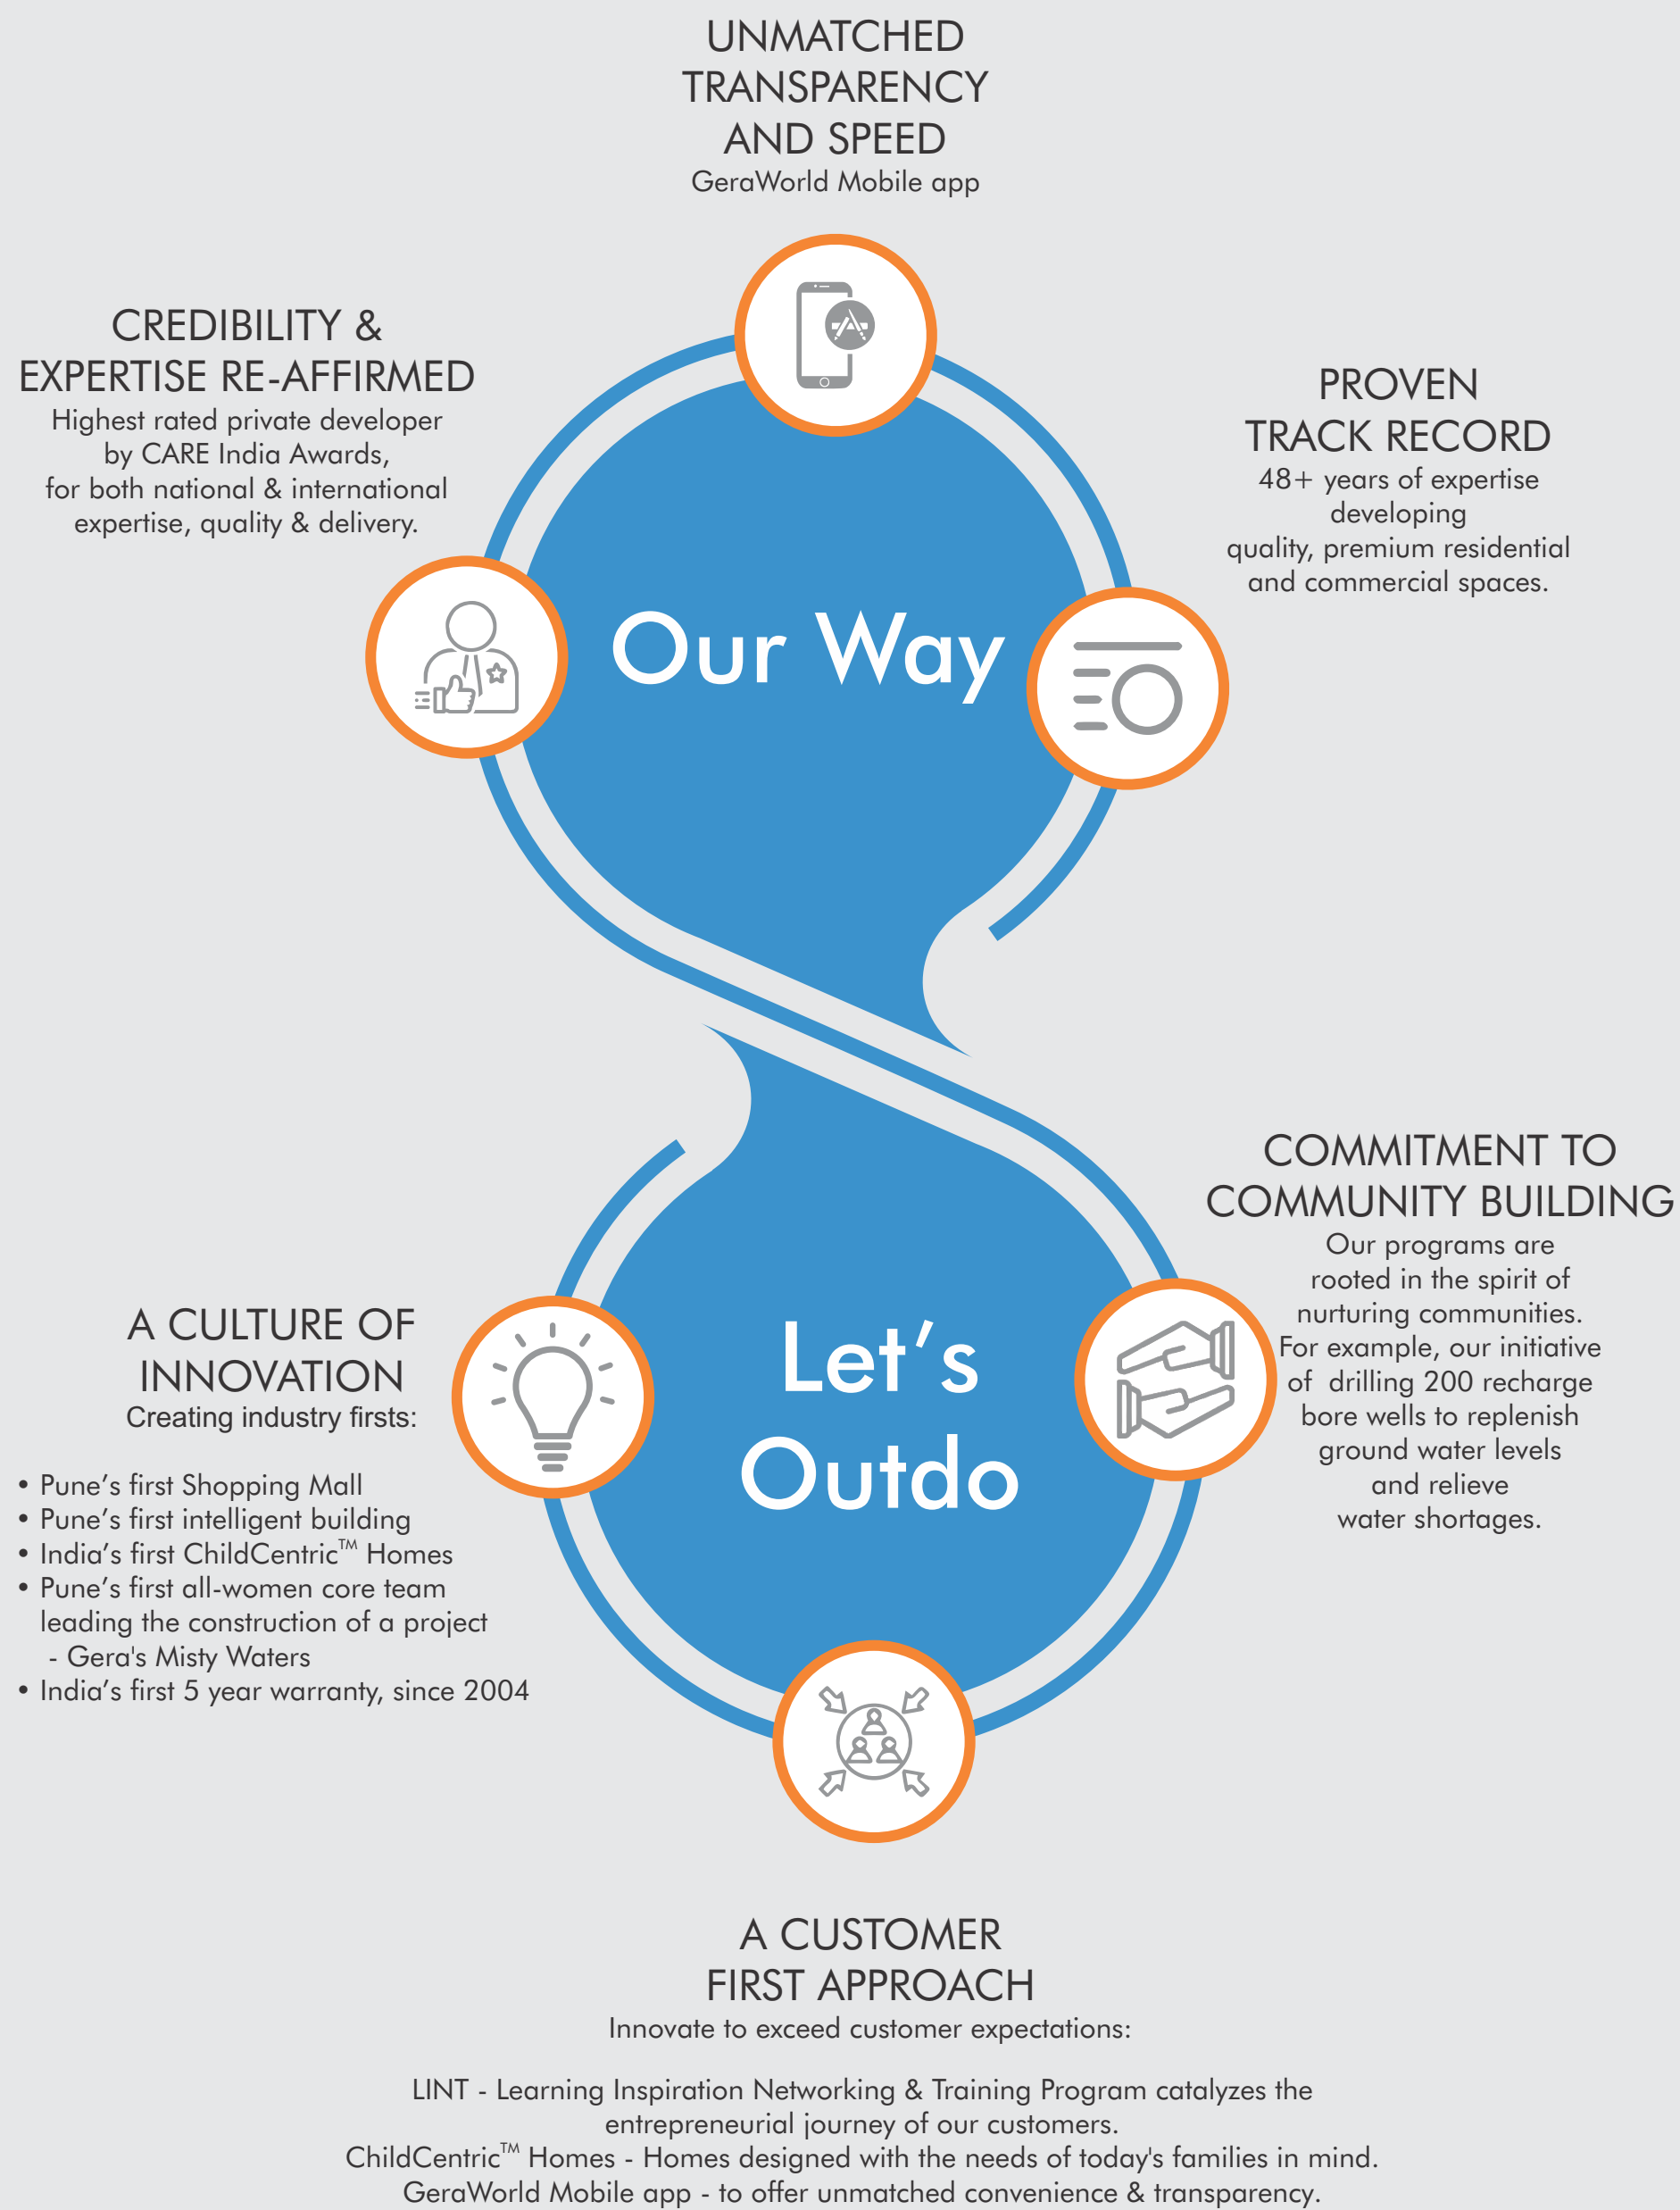 UNMATCHED
TRANSPARENCY
AND SPEED
GeraWorld Mobile app
CREDIBILITY &
EXPERTISE RE-AFFIRMED
Highest rated private developer
by CARE India Awards,
for both national & international
expertise, quality & delivery.
PROVEN
TRACK RECORD
48+ years of expertise
developing
quality, premium residential
and commercial spaces.
Our Way
COMMITMENT TO
COMMUNITY BUILDING
Our programs are
rooted in the spirit of
nurturing communities.
For example, our initiative
of drilling 200 recharge
bore wells to replenish
ground water levels
and relieve
water shortages.
A CULTURE OF
INNOVATION
Creating industry firsts:
• Pune’s first Shopping Mall
• Pune’s first intelligent building
• India’s first ChildCentric™ Homes
• Pune’s first all-women core team
leading the construction of a project
- Gera's Misty Waters
• India’s first 5 year warranty, since 2004
Let’s
Outdo
A CUSTOMER
FIRST APPROACH
Innovate to exceed customer expectations:
LINT - Learning Inspiration Networking & Training Program catalyzes the
entrepreneurial journey of our customers.
ChildCentric™ Homes - Homes designed with the needs of today's families in mind.
GeraWorld Mobile app - to offer unmatched convenience & transparency.